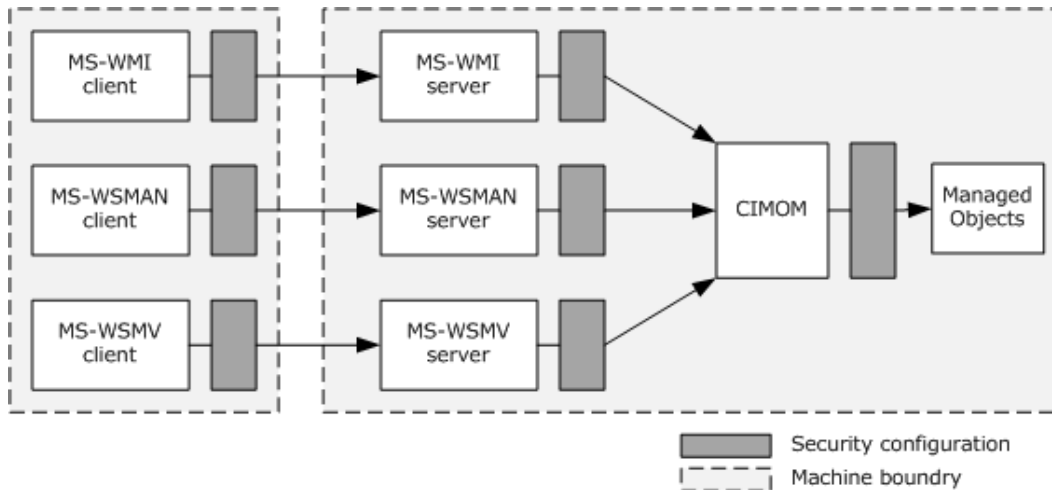 MS-WMI
client
MS-WMI
server
MS-WSMAN
client
MS-WSMAN
server
CIMOM
Managed
Objects
MS-WSMV
client
MS-WSMV
server
Security configuration
Machine boundry